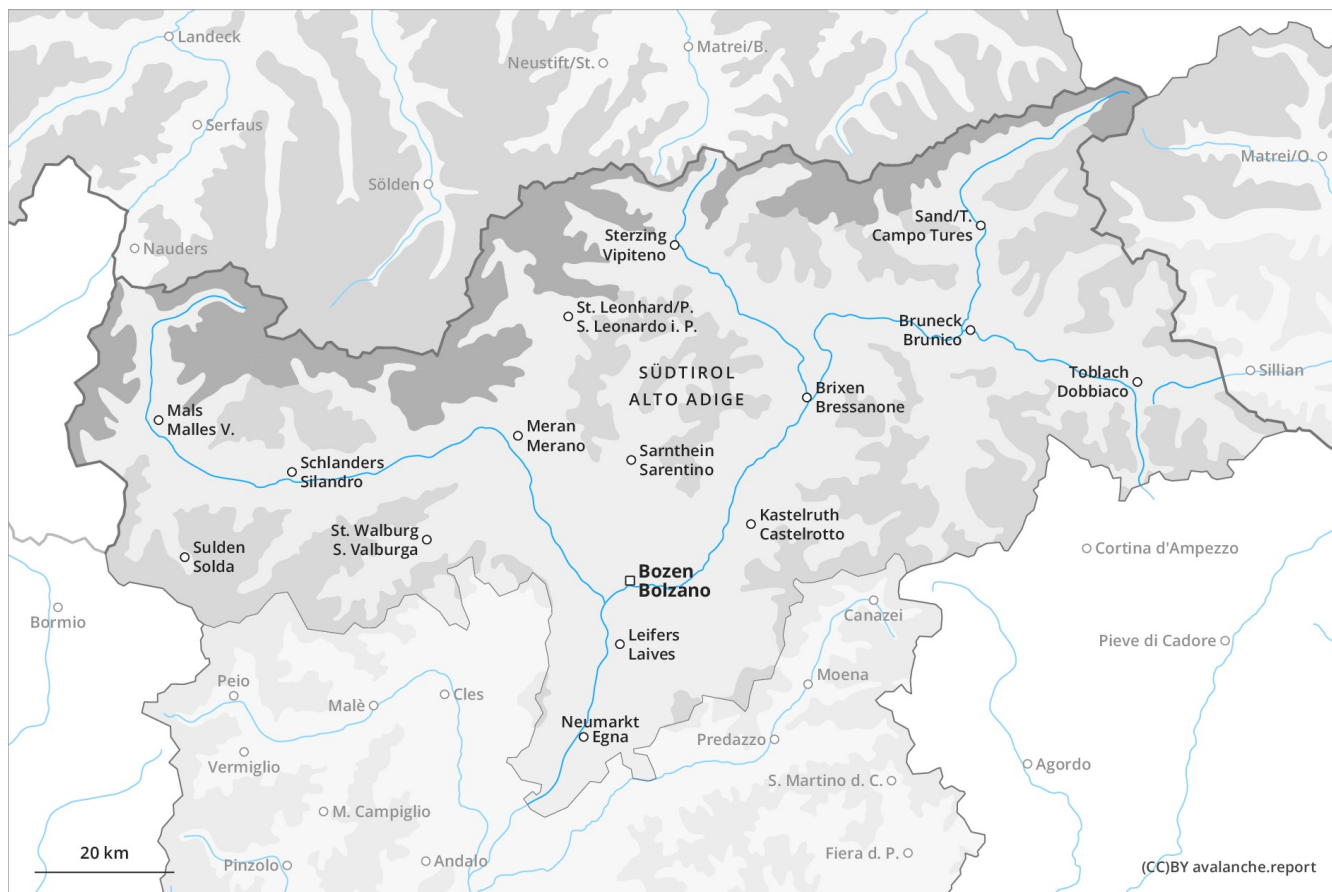 Landeck
Matrei/B.
Neustift/St.
Serfaus
Matrei/O.
Sölden
Sand/T.
Campo Tures
Nauders
Sterzing
Vipiteno
St. Leonhard/P.
S. Leonardo i. P.
Bruneck
Brunico
SÜDTIROL
ALTO ADIGE
Toblach
Dobbiaco
Sillian
Brixen
Bressanone
Mals
Malles V.
Meran
Merano
Sarnthein
Sarentino
Schlanders
Silandro
Kastelruth
Castelrotto
St. Walburg
S. Valburga
Sulden
Solda
Cortina d'Ampezzo
Bozen
Bolzano
Bormio
Canazei
Leifers
Laives
Pieve di Cadore
Peio
Malè
Cles
Moena
Neumarkt
Egna
Predazzo
Vermiglio
Agordo
S. Martino d. C.
M. Campiglio
20 km
Pinzolo
Andalo
Fiera d. P.
(CC)BY avalanche.report